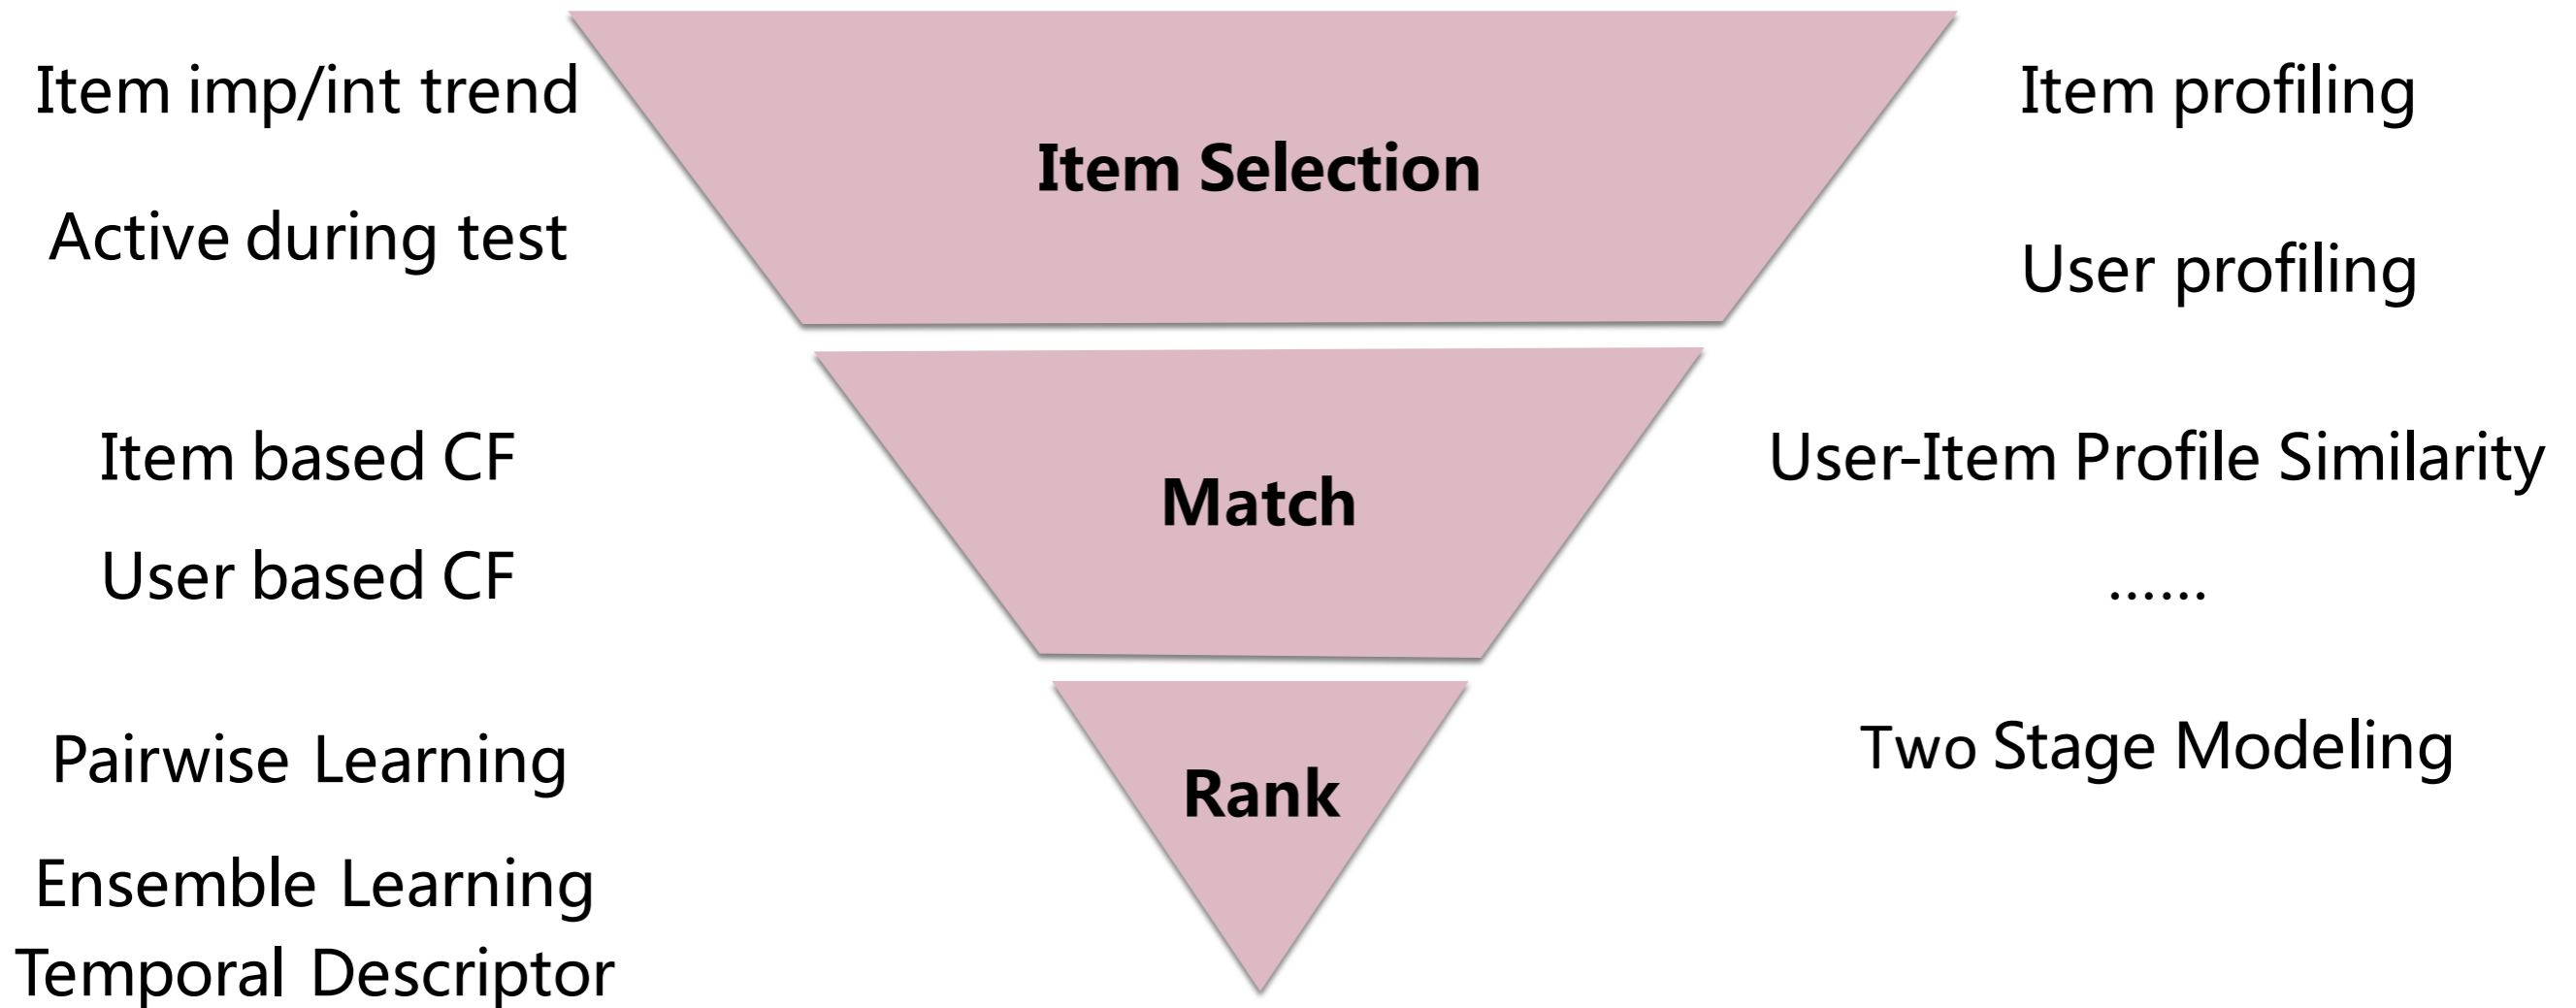 Item imp/int trend
Item profiling
Item Selection
Active during test
User profiling
Item based CF
User-Item Profile Similarity
Match
User based CF
......
Pairwise Learning
Two Stage Modeling
Rank
Ensemble Learning
Temporal Descriptor